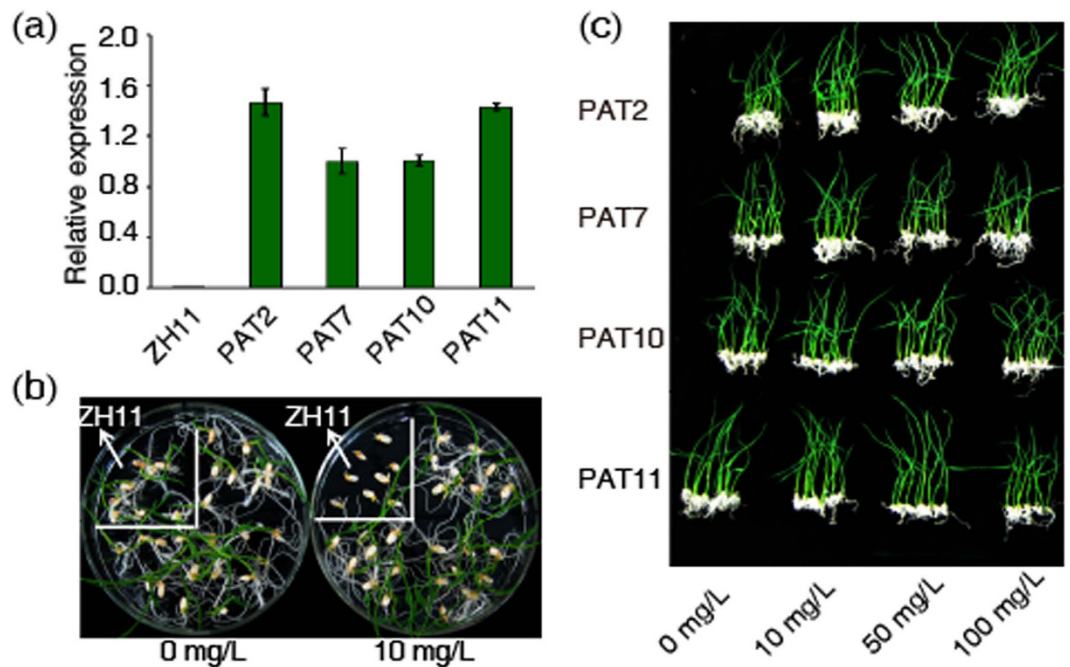 (a)
2.0
1.6
1.2
0.8
0.4
0.0
Relative expression
ZH11
PAT2
PAT7
PAT10
PAT11
(b)
ZH11
ZH11
0 mg/L
10 mg/L
(c)
PAT2
PAT7
PAT10
PAT11
0 mg/L
10 mg/L
50 mg/L
100 mg/L